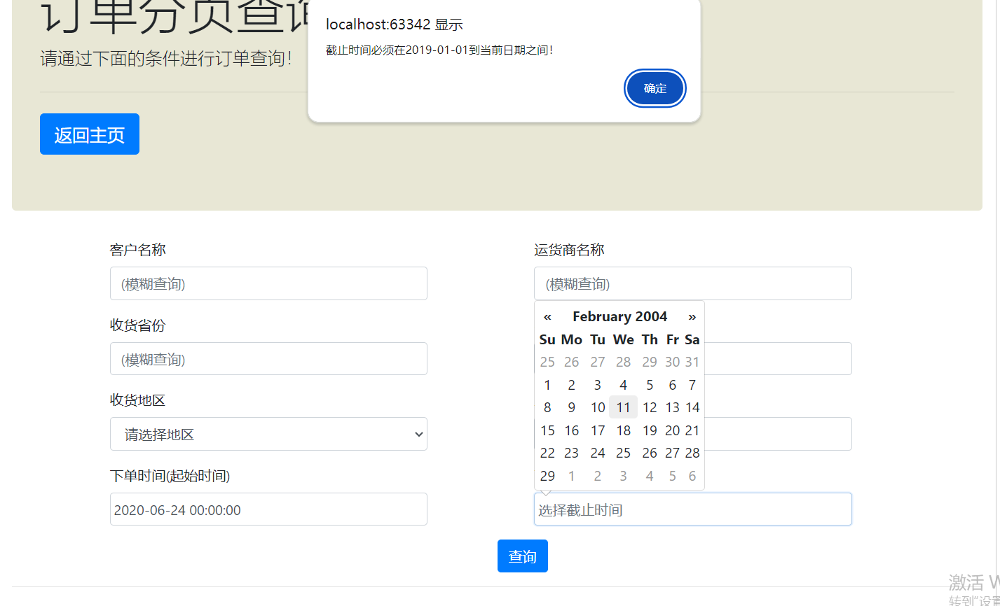 订单分页查询
localhost:63342 显示
截止时间必须在2019-01-01到当前日期之间！
确定
请通过下面的条件进行订单查询！
返回主页
客户名称
运货商名称
(模糊查询)
(模糊查询)
« February 2004 »
Su Mo Tu We Th Fr Sa
25 26 27 28 29 30 31
1 2 3 4 5 6 7
8 9 10 11 12 13 14
15 16 17 18 19 20 21
22 23 24 25 26 27 28
29 1 2 3 4 5 6
收货省份
(模糊查询)
收货地区
请选择地区
下单时间(起始时间)
2020-06-24 00:00:00
选择截止时间
查询
激活 W
转到"设置